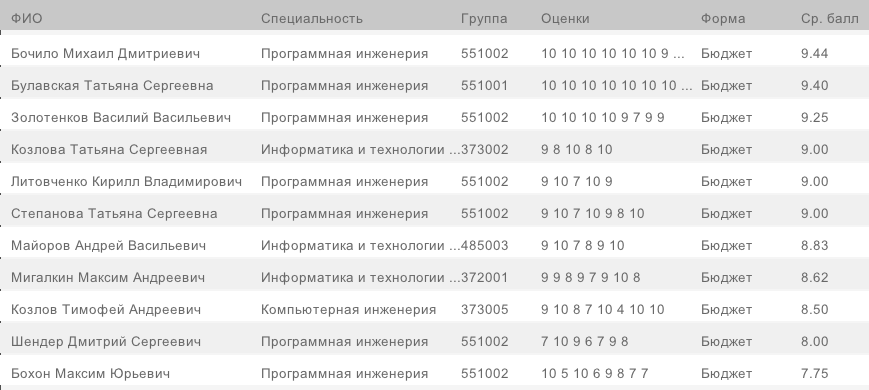 ФИО Специальность Группа Оценки Форма Ср. балл
Бочило Михаил Дмитриевич Программная инженерия 551002 10 10 10 10 10 10 9 ... Бюджет 9.44
Булавская Татьяна Сергеевна Программная инженерия 551001 10 10 10 10 10 10 10 ... Бюджет 9.40
Золотенков Василий Васильевич Программная инженерия 551002 10 10 10 10 9 7 9 9 Бюджет 9.25
Козлова Татьяна Сергеевная Информатика и технологии ... 373002 9 8 10 8 10 Бюджет 9.00
Литовченко Кирилл Владимирович Программная инженерия 551002 9 10 7 10 9 Бюджет 9.00
Степанова Татьяна Сергеевна Программная инженерия 551002 9 10 7 10 9 8 10 Бюджет 9.00
Майоров Андрей Васильевич Информатика и технологии ... 485003 9 10 7 8 9 10 Бюджет 8.83
Мигалкин Максим Андреевич Информатика и технологии ... 372001 9 9 8 9 7 9 10 8 Бюджет 8.62
Козлов Тимофей Андреевич Компьютерная инженерия 373005 9 10 8 7 10 4 10 10 Бюджет 8.50
Шендер Дмитрий Сергеевич Программная инженерия 551002 7 10 9 6 7 9 8 Бюджет 8.00
Бохон Максим Юрьевич Программная инженерия 551002 10 5 10 6 9 8 7 7 Бюджет 7.75